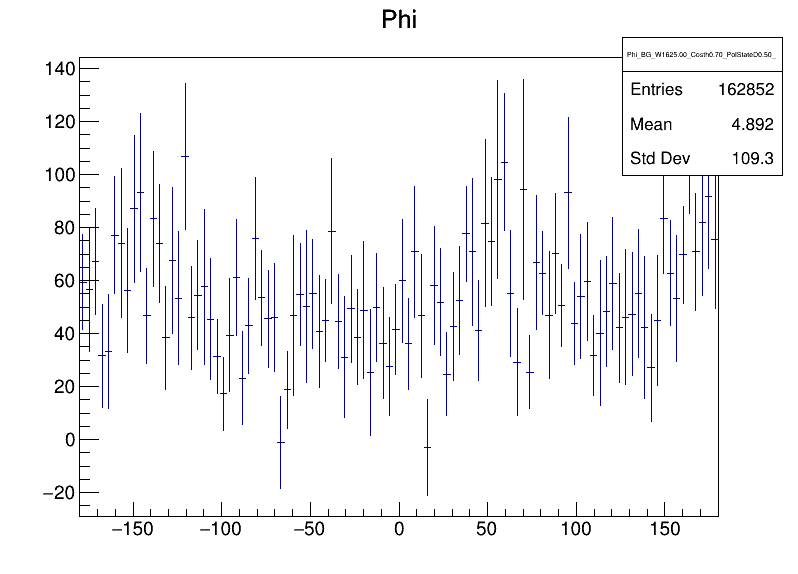 Phi
Phi_BG_W1625.00_Costh0.70_PolStateD0.50_
Entries 162852
Mean 4.892
Std Dev 109.3
140
120
100
80
60
40
20
0
−20
−150 −100 −50 0 50 100 150